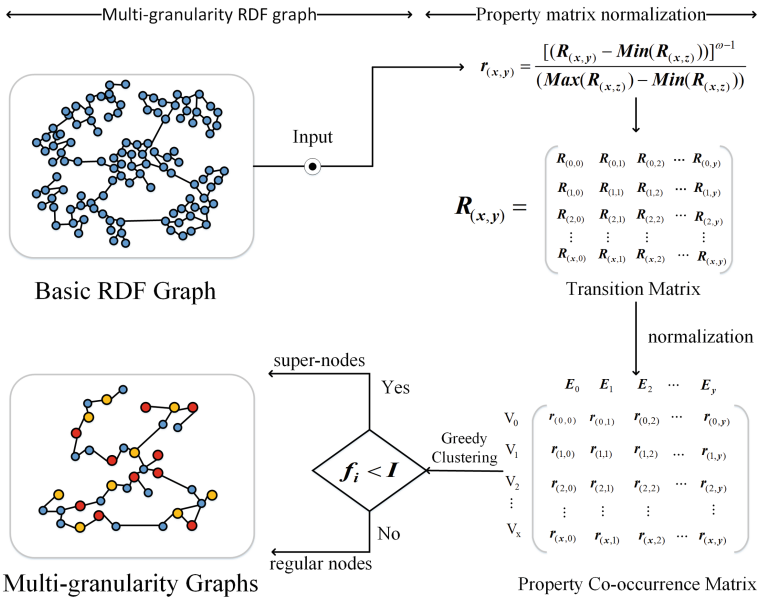 Multi-granularity RDF graph
Property matrix normalization
r(x,y) = [(R(x,y) − Min(R(x,z)))]^ω−1 / (Max(R(x,z)) − Min(R(x,z)))
Input
R(x,y) =
R(0,0) R(0,1) R(0,2) ... R(0,y)
R(1,0) R(1,1) R(1,2) ... R(1,y)
R(2,0) R(2,1) R(2,2) ... R(2,y)
⋮ ⋮ ⋮ ⋮
R(x,0) R(x,1) R(x,2) ... R(x,y)
Basic RDF Graph
Transition Matrix
normalization
super-nodes
Yes
E0 E1 E2 ... Ey
V0 r(0,0) r(0,1) r(0,2) ... r(0,y)
Greedy
Clustering
V1 r(1,0) r(1,1) r(1,2) ... r(1,y)
fi < I
V2 r(2,0) r(2,1) r(2,2) ... r(2,y)
⋮ ⋮ ⋮ ⋮ ⋮
Vx r(x,0) r(x,1) r(x,2) ... r(x,y)
No
regular nodes
Multi-granularity Graphs
Property Co-occurrence Matrix